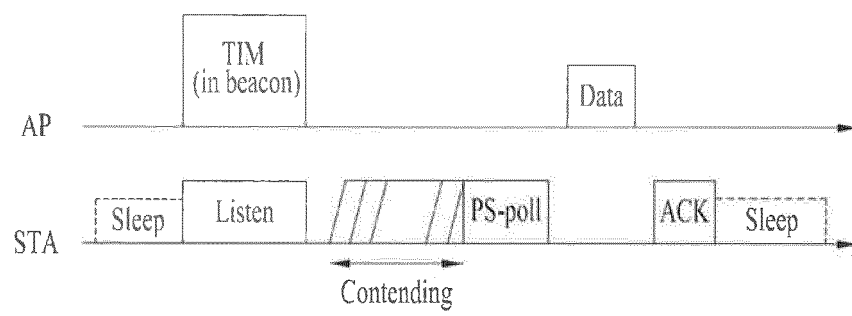 TIM
(in beacon)
Data
AP
Sleep
Listen
PS-poll
ACK
Sleep
STA
Contending